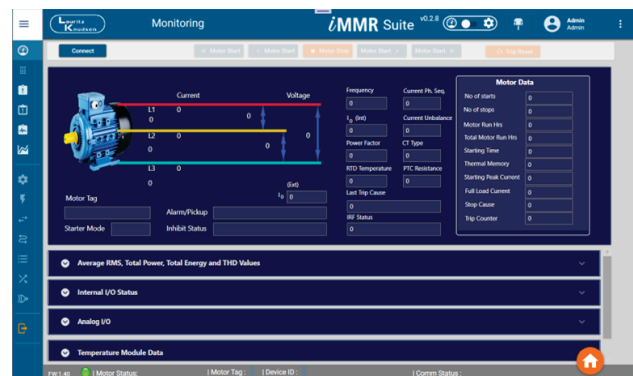 Lauritz Knudsen
Monitoring
iMMR Suite v0.2.8
Admin
Admin
Connect
Motor Start
Motor Start
Motor Stop
Motor Start
Motor Start
Trip Reset
Current
Voltage
L1 0
0
0
L2 0
0
0
0
L3 0
0
(Ext)
I0 0
Motor Tag
Alarm/Pickup
Starter Mode
Inhibit Status
Frequency
0
Current Ph. Seq.
0
I0 (Int)
0
Current Unbalance
0
Power Factor
0
CT Type
0
RTD Temperature
0
PTC Resistance
0
Last Trip Cause
0
IRF Status
0
Motor Data
No of starts 0
No of stops 0
Motor Run Hrs 0
Total Motor Run Hrs 0
Starting Time 0
Thermal Memory 0
Starting Peak Current 0
Full Load Current 0
Stop Cause 0
Trip Counter 0
Average RMS, Total Power, Total Energy and THD Values
Internal I/O Status
Analog I/O
Temperature Module Data
FW:1.40 | Motor Status: | Motor Tag : | Device ID : | Comm Status :